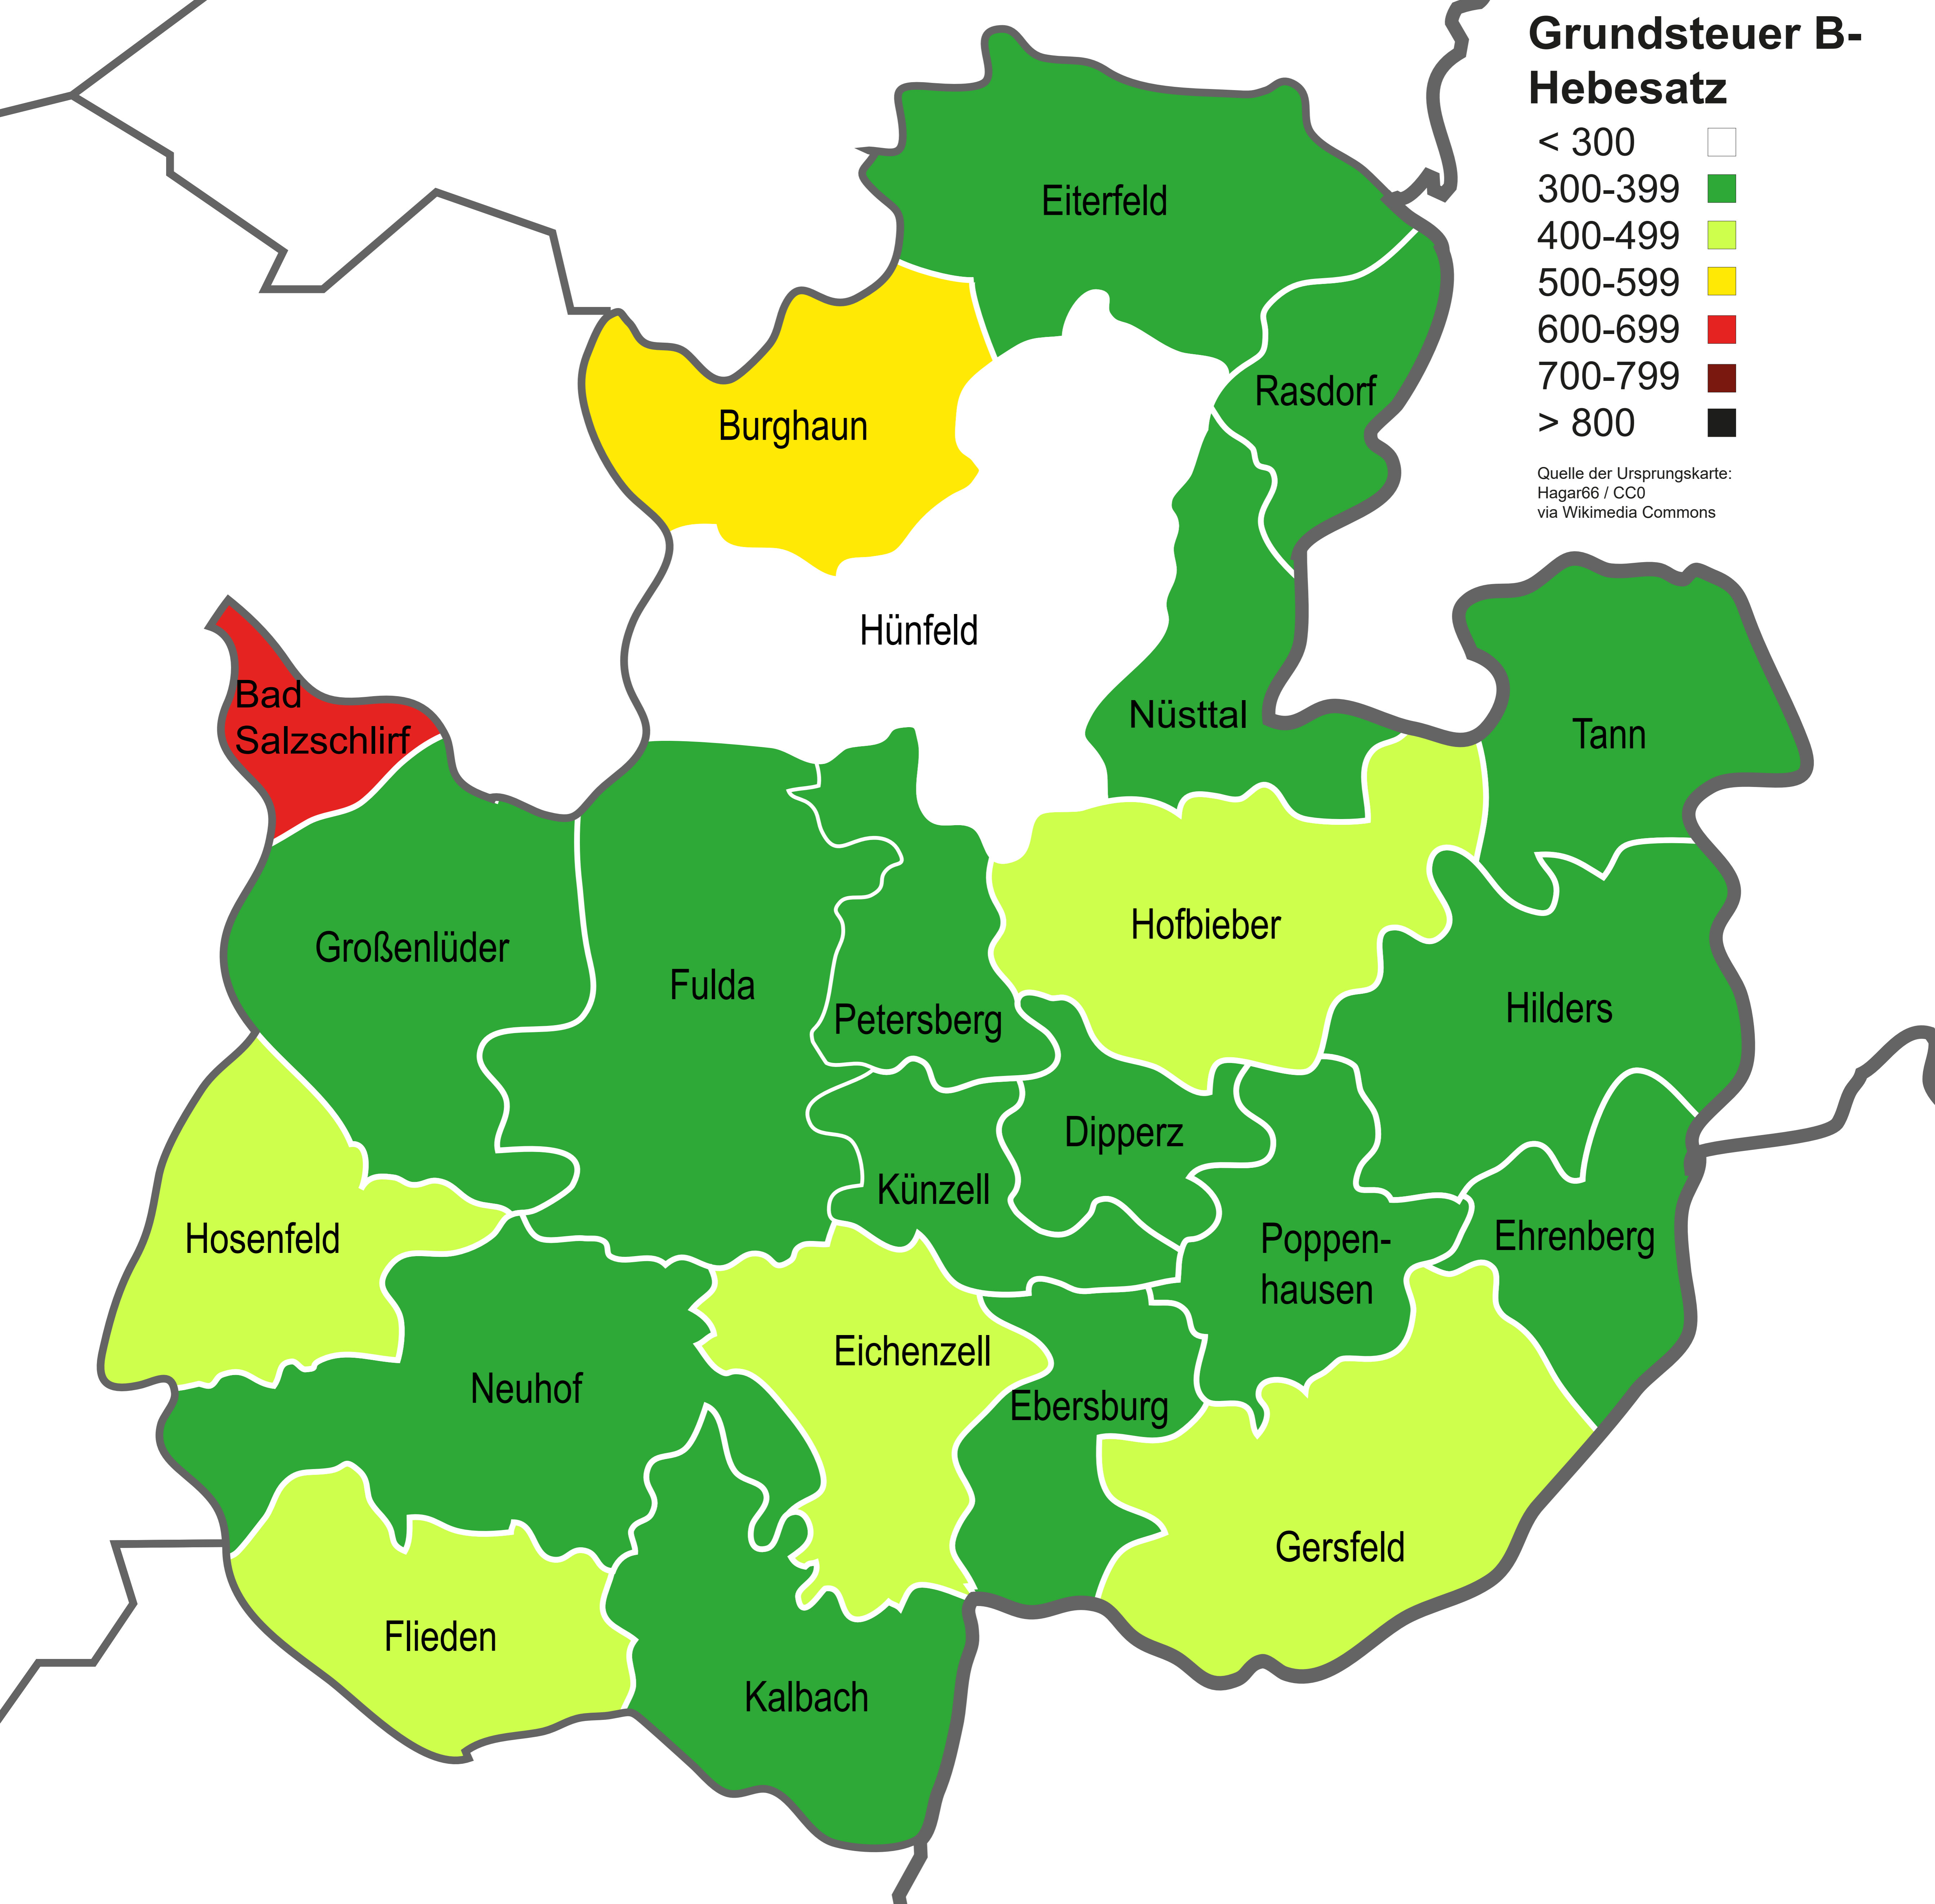 Grundsteuer B-
Hebesatz
< 300
300-399
400-499
500-599
600-699
700-799
> 800
Quelle der Ursprungskarte:
Hagar66 / CC0
via Wikimedia Commons
Eiterfeld
Rasdorf
Burghaun
Hünfeld
Bad
Salzschlirf
Nüsttal
Tann
Großenlüder
Fulda
Petersberg
Hofbieber
Hilders
Dipperz
Künzell
Hosenfeld
Poppen-
hausen
Ehrenberg
Neuhof
Eichenzell
Ebersburg
Gersfeld
Flieden
Kalbach